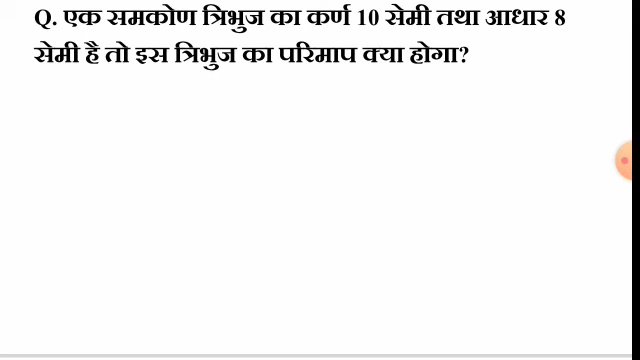 Q. एक समकोण त्रिभुज का कर्ण 10 सेमी तथा आधार 8
सेमी है तो इस त्रिभुज का परिमाप क्या होगा?